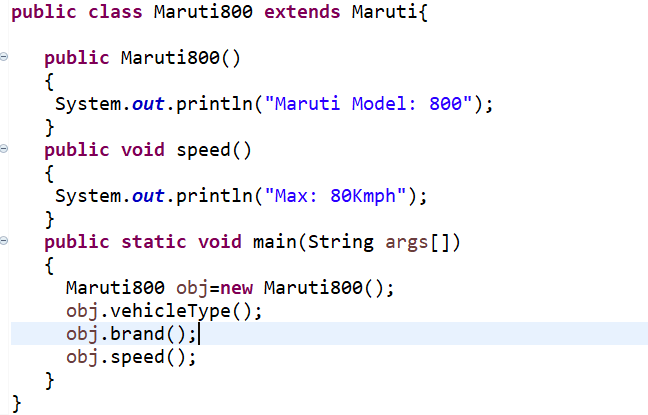 public class Maruti800 extends Maruti{
public Maruti800()
{
System.out.println("Maruti Model: 800");
}
public void speed()
{
System.out.println("Max: 80Kmph");
}
public static void main(String args[])
{
Maruti800 obj=new Maruti800();
obj.vehicleType();
obj.brand();
obj.speed();
}
}